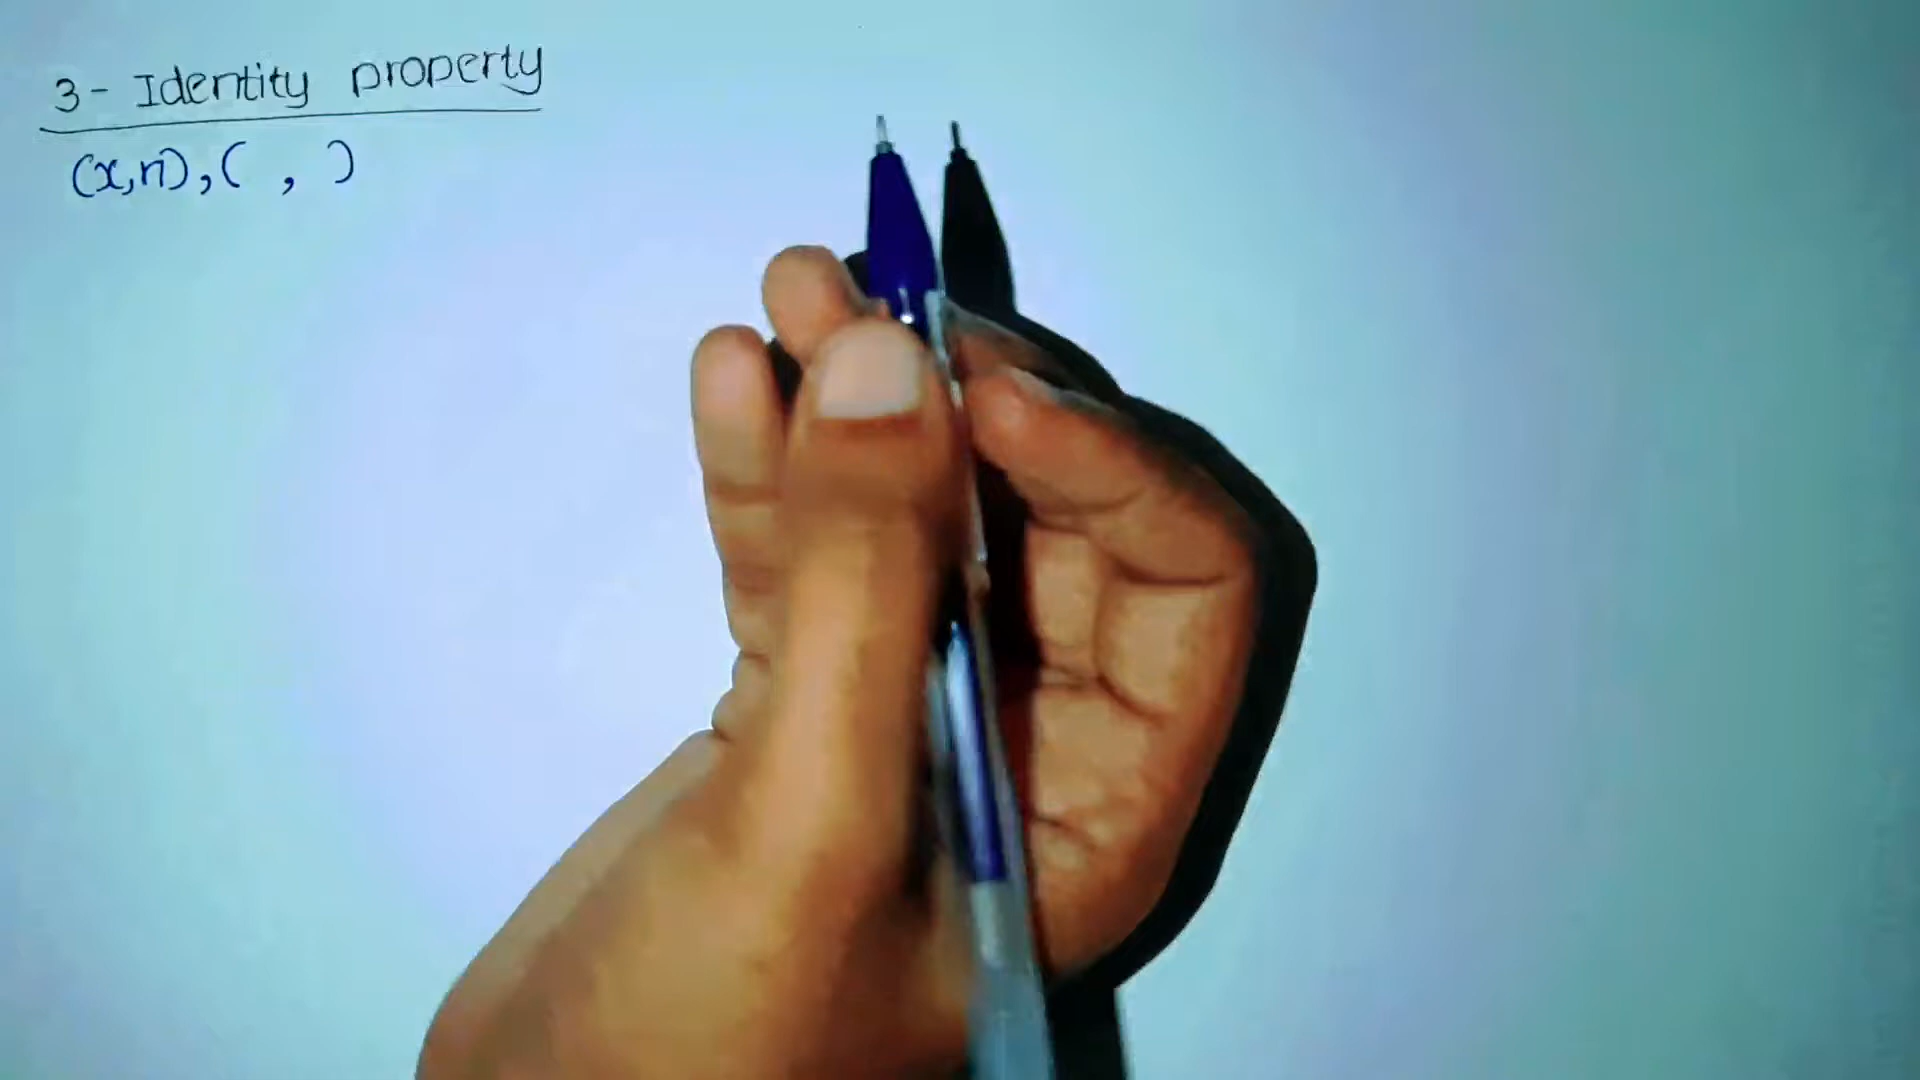 3- Identity property
(x,n),( , )